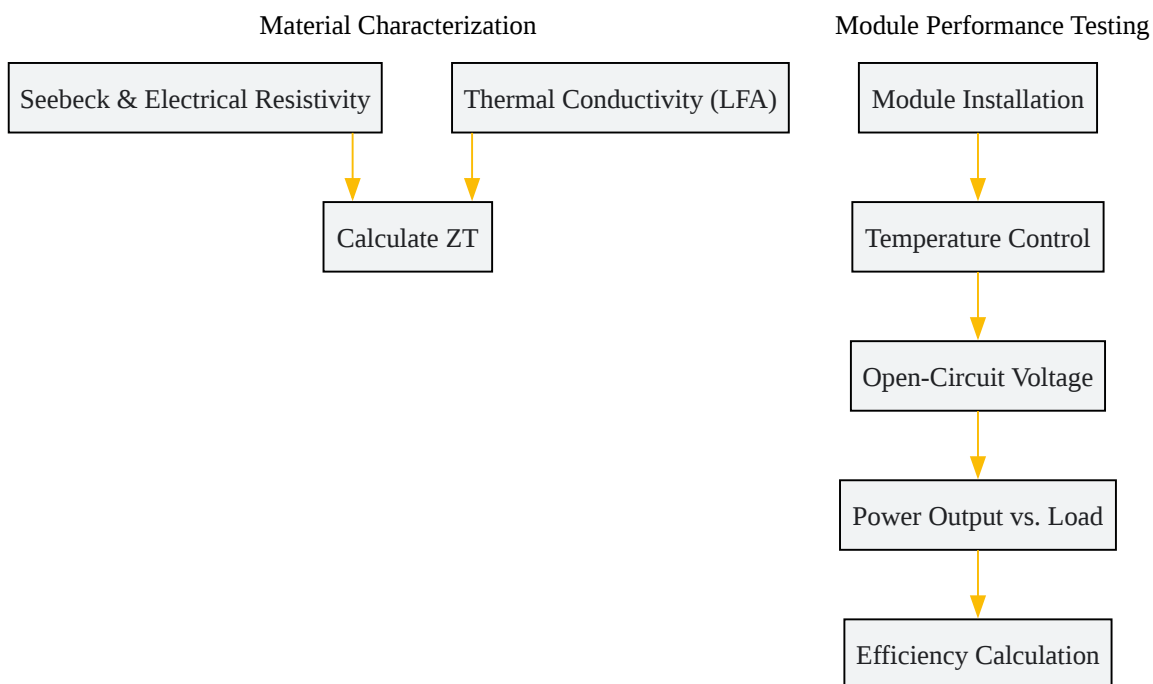 Material Characterization
Seebeck & Electrical Resistivity
Thermal Conductivity (LFA)
Calculate ZT
Module Performance Testing
Module Installation
Temperature Control
Open-Circuit Voltage
Power Output vs. Load
Efficiency Calculation